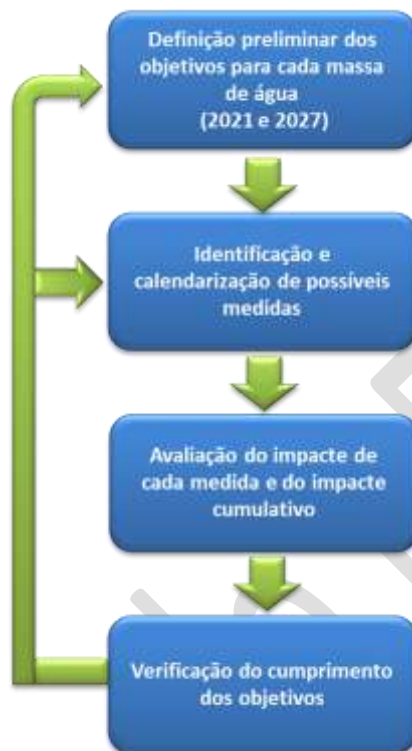 Definição preliminar dos
objetivos para cada massa
de água
(2021 e 2027)
Identificação e
calendarização de possíveis
medidas
Avaliação do impacte de
cada medida e do impacte
cumulativo
Verificação do cumprimento
dos objetivos